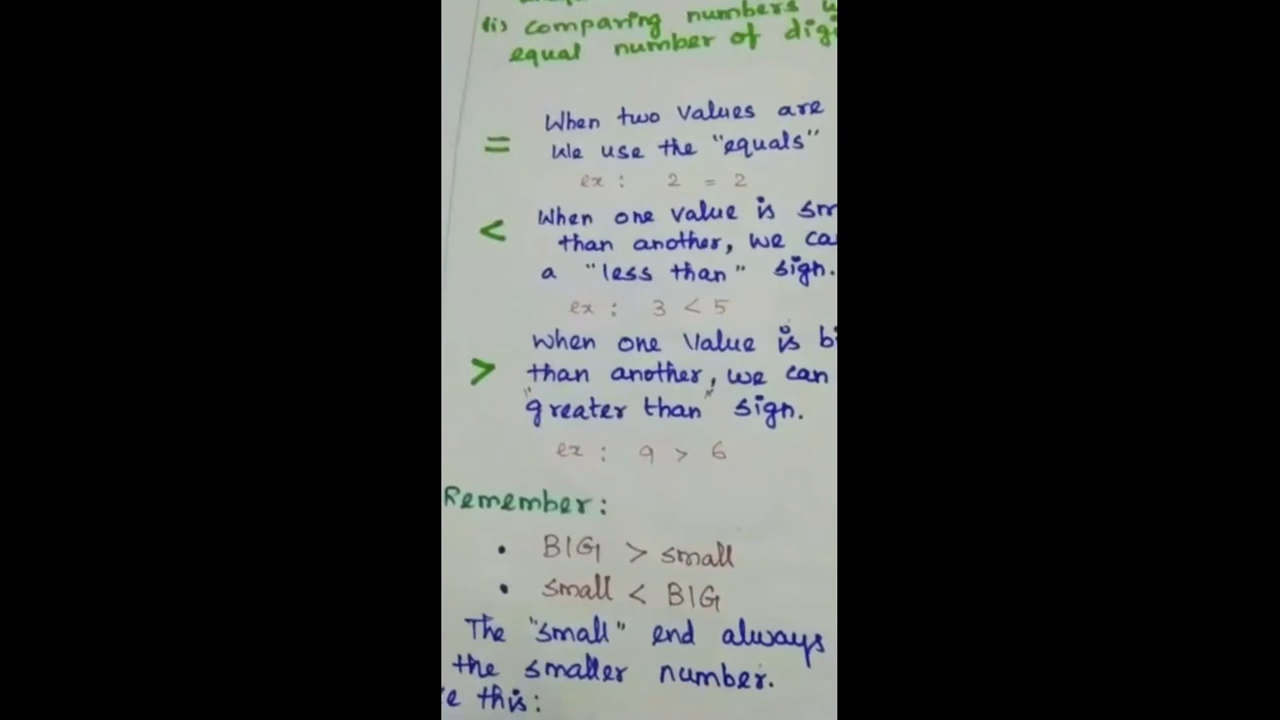 (ii) comparing numbers
equal number of
When two values are
=
We use the "equals"
ex : 2 = 2
When one value is
<
than another, we
a "less than" sign.
ex : 3 < 5
When one value is
>
than another, we can
"greater than" sign.
ex : 9 > 6
Remember:
• BIG > small
• small < BIG
The "small" end always
the smaller number.
this: